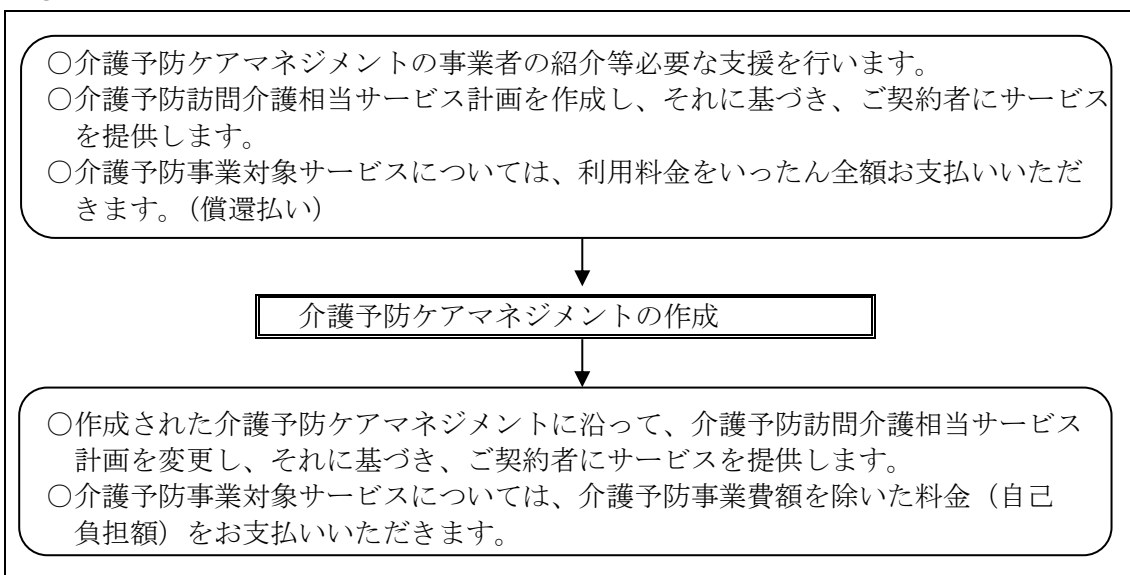 ○介護予防ケアマネジメントの事業者の紹介等必要な支援を行います。
○介護予防訪問介護相当サービス計画を作成し、それに基づき、ご契約者にサービス
を提供します。
○介護予防事業対象サービスについては、利用料金をいったん全額お支払いいただ
きます。（償還払い）
介護予防ケアマネジメントの作成
○作成された介護予防ケアマネジメントに沿って、介護予防訪問介護相当サービス
計画を変更し、それに基づき、ご契約者にサービスを提供します。
○介護予防事業対象サービスについては、介護予防事業費額を除いた料金（自己
負担額）をお支払いいただきます。